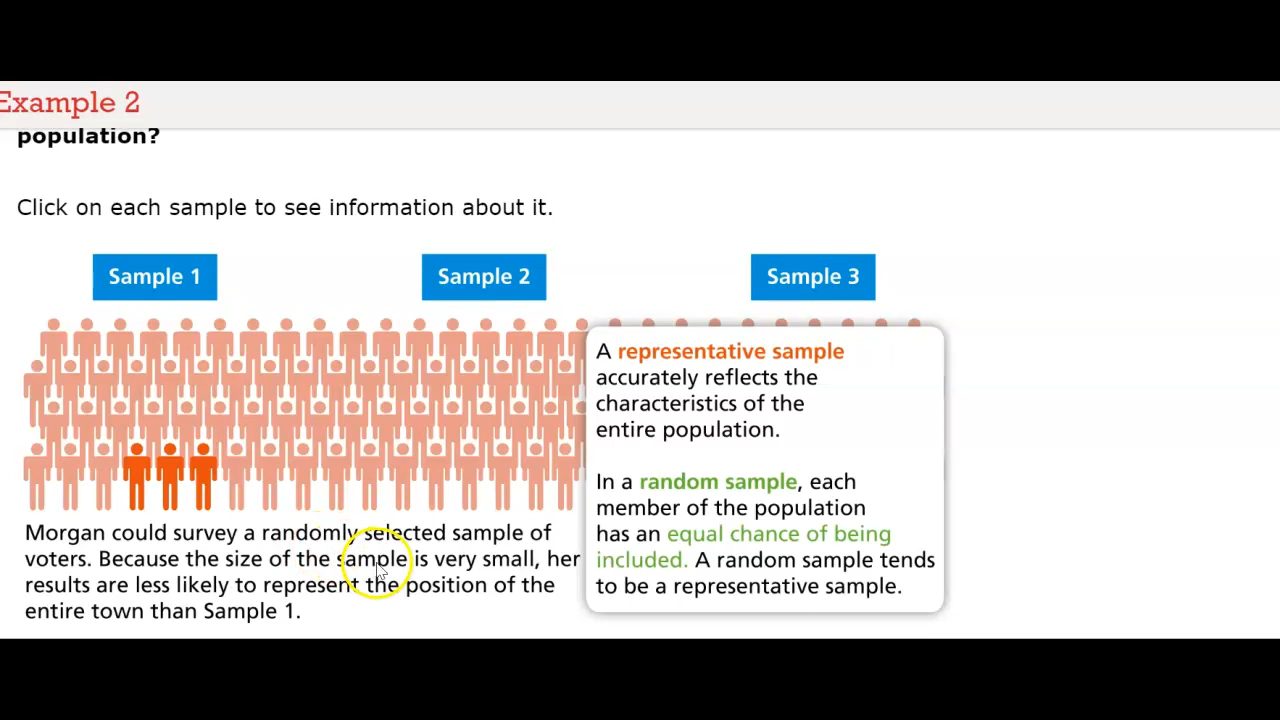 Example 2
population?
Click on each sample to see information about it.
Sample 1
Sample 2
Sample 3
Morgan could survey a randomly selected sample of
voters. Because the size of the sample is very small, her
results are less likely to represent the position of the
entire town than Sample 1.
A representative sample
accurately reflects the
characteristics of the
entire population.
In a random sample, each
member of the population
has an equal chance of being
included. A random sample tends
to be a representative sample.